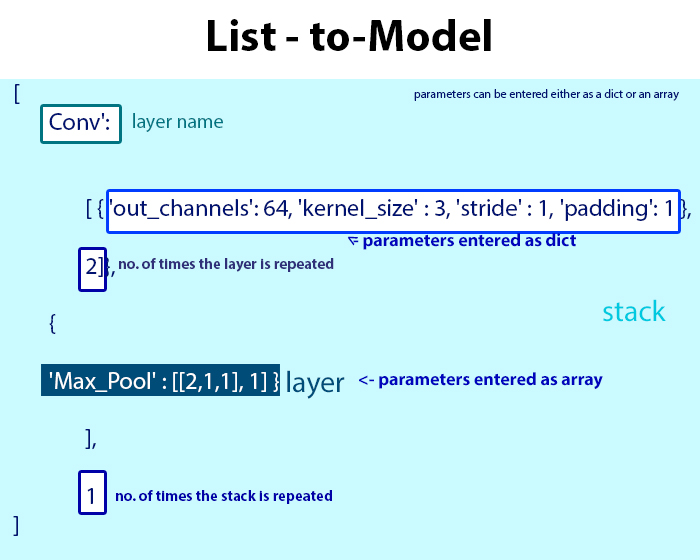 List - to-Model
[
parameters can be entered either as a dict or an array
Conv': layer name
[ { 'out_channels': 64, 'kernel_size' : 3, 'stride' : 1, 'padding': 1 },
<= parameters entered as dict
2]}, no. of times the layer is repeated
stack
{
'Max_Pool' : [[2,1,1], 1] } layer <- parameters entered as array
],
1 no. of times the stack is repeated
]